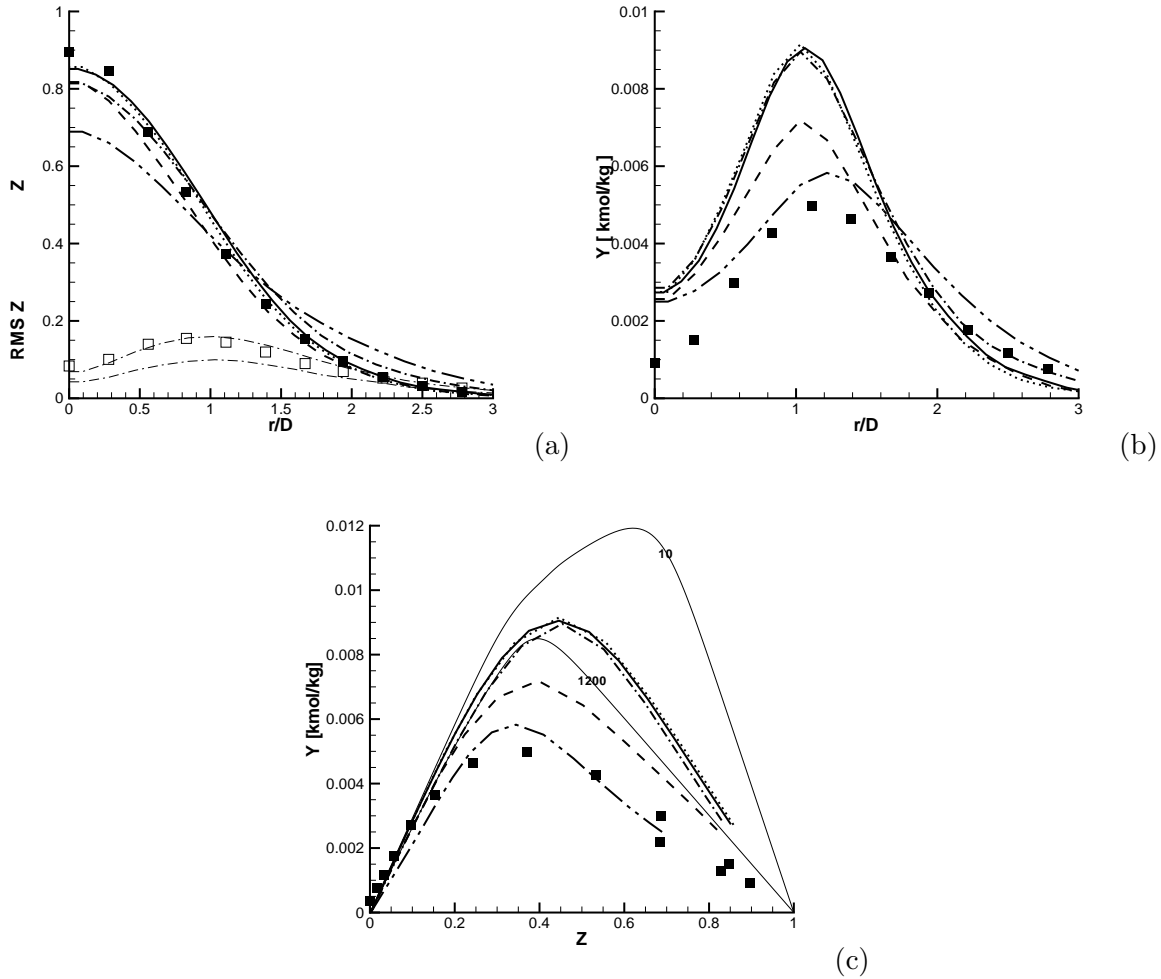 1
0.8
Z
0.6
0.4
RMS Z
0.2
0
0 0.5 1 1.5 2 2.5 3
r/D
(a)
0.01
0.008
0.006
Y [ kmol/kg ]
0.004
0.002
0
0 1 2 3
r/D
(b)
0.012
10
0.01
0.008
Y [kmol/kg]
1200
0.006
0.004
0.002
0
0 0.2 0.4 0.6 0.8 1
Z
(c)